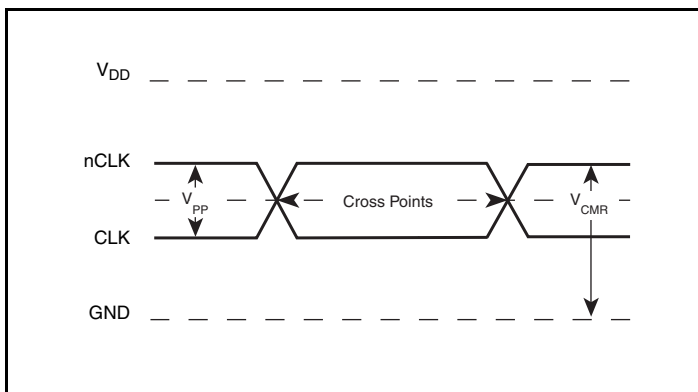 VDD
nCLK
VPP
Cross Points
VCMR
CLK
GND